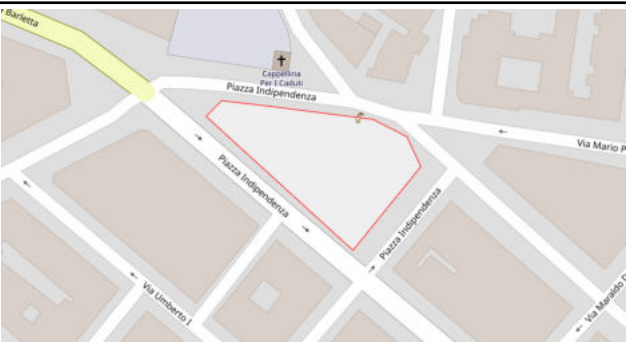 Barletta
Cappellina
Per I Caduti
Piazza Indipendenza
Via Mario P
Piazza Indipendenza
Piazza Indipendenza
Via Umberto I
Via Maraldo D